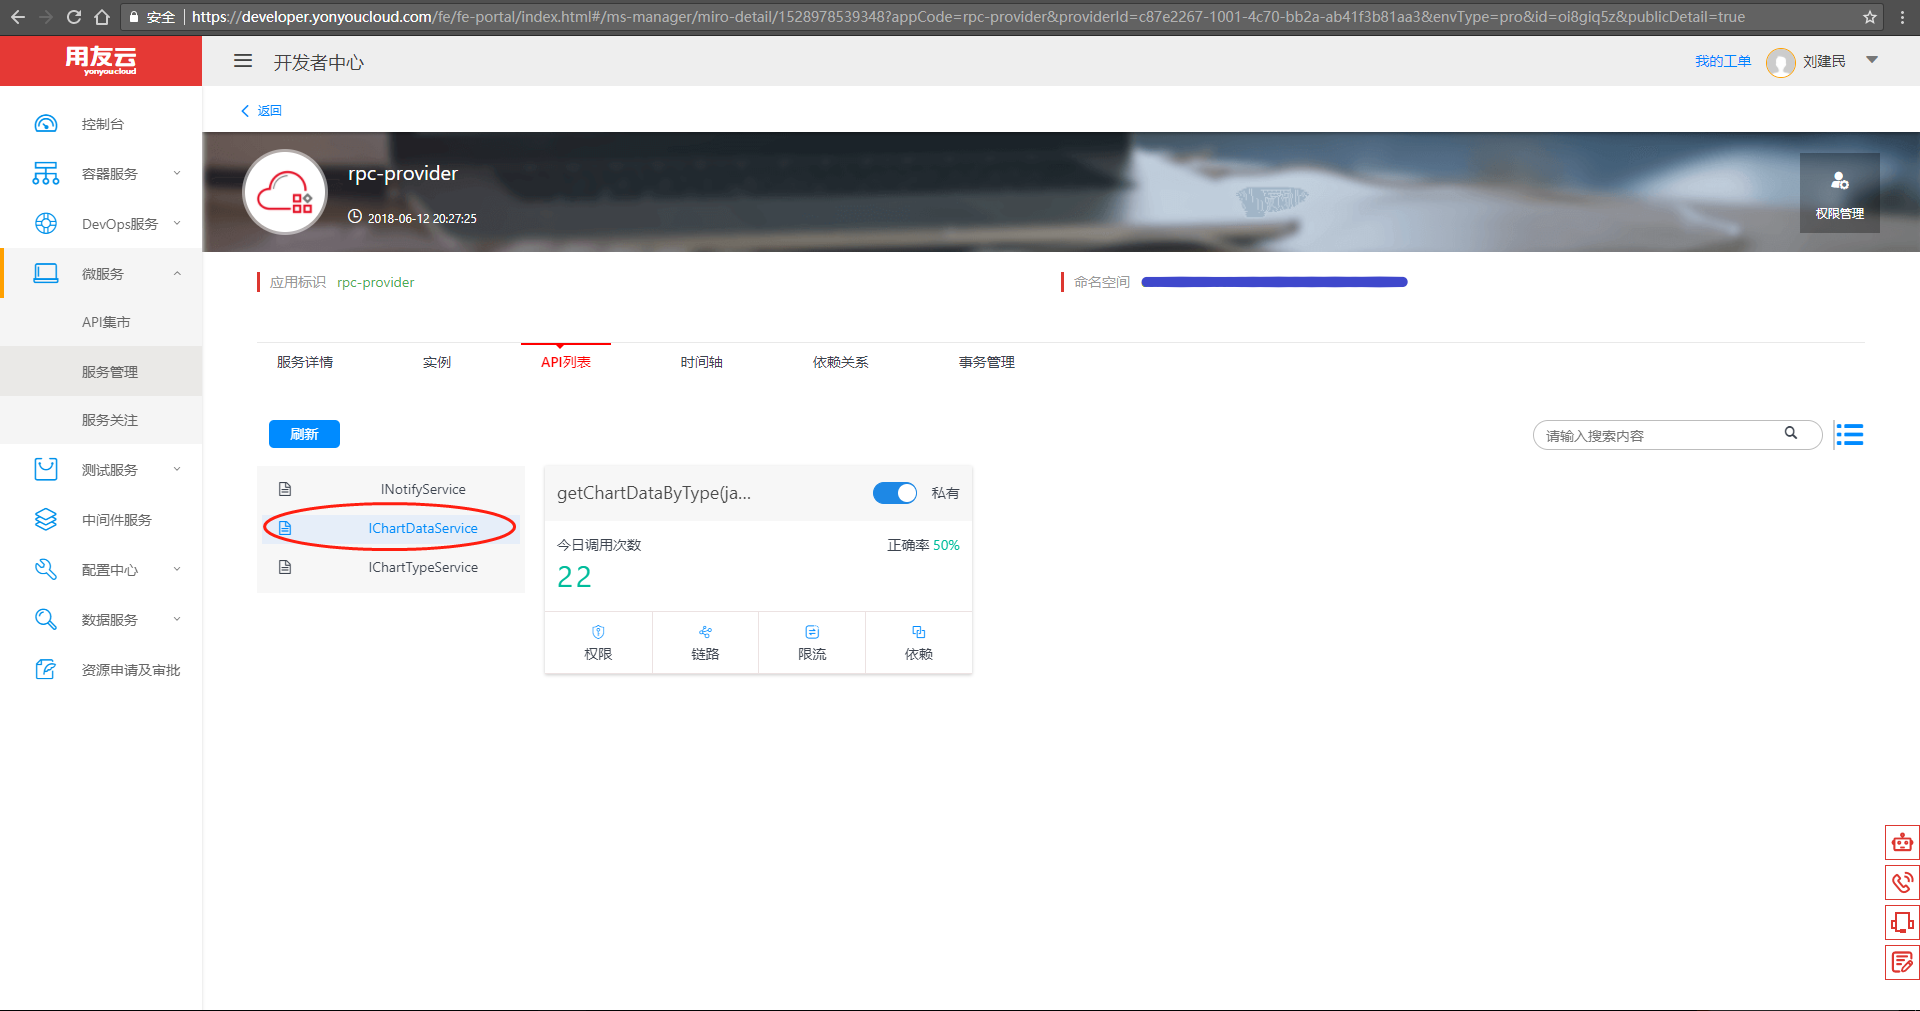 安全 | https://developer.yonyoucloud.com/fe/fe-portal/index.html#/ms-manager/miro-detail/1528978539348?appCode=rpc-provider&providerId=c87e2267-1001-4c70-bb2a-ab41f3b81aa3&envType=pro&id=oi8giq5z&publicDetail=true
用友云
yonyoucloud
开发者中心
我的工单
刘建民
返回
控制台
容器服务
DevOps服务
微服务
API集市
服务管理
服务关注
测试服务
中间件服务
配置中心
数据服务
资源申请及审批
rpc-provider
2018-06-12 20:27:25
权限管理
应用标识 rpc-provider
命名空间
服务详情 实例 API列表 时间轴 依赖关系 事务管理
刷新
请输入搜索内容
INotifyService
IChartDataService
IChartTypeService
getChartDataByType(ja...
私有
今日调用次数
正确率 50%
22
权限 链路 限流 依赖